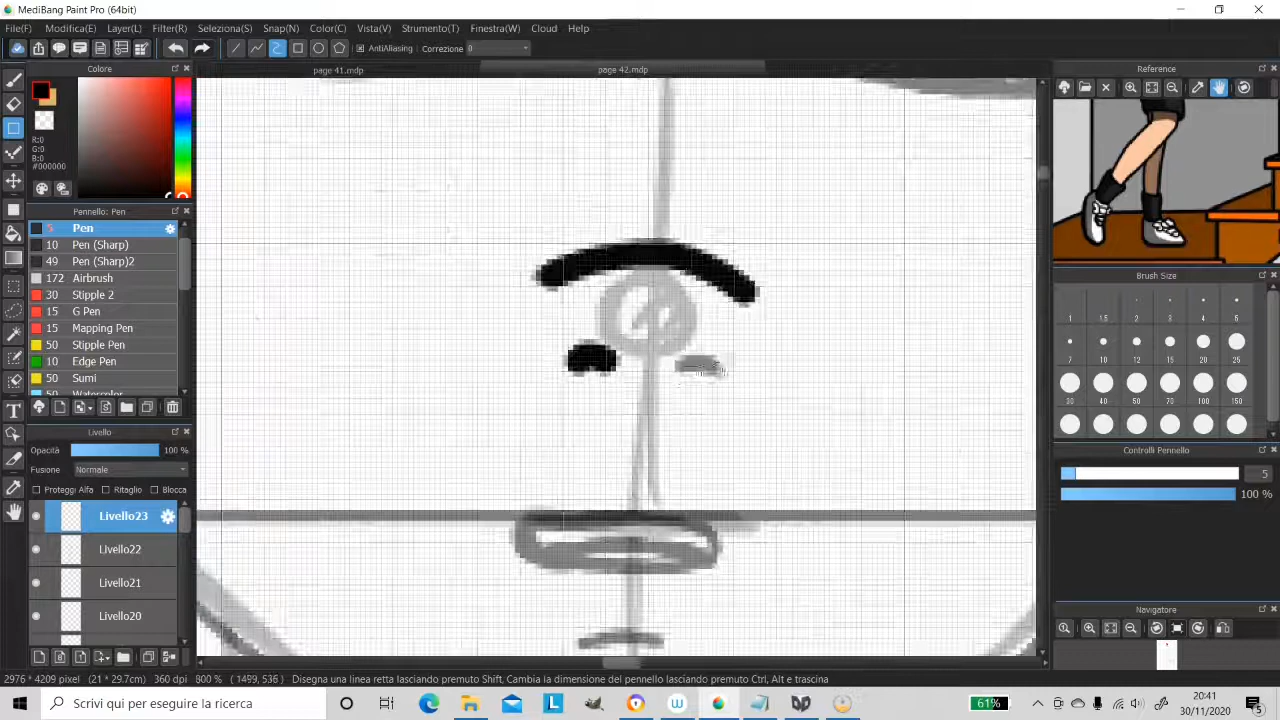 MediBang Paint Pro (64bit)
File(F) Modifica(E) Layer(L) Filter(R) Seleziona(S) Snap(N) Color(C) Vista(V) Strumento(T) Finestra(W) Cloud Help
AntiAliasing Correzione 0
Colore
page 41.mdp
page 42.mdp
Reference
R:0
G:0
B:0
#000000
Pennello: Pen
5 Pen
10 Pen (Sharp)
49 Pen (Sharp)2
172 Airbrush
30 Stipple 2
G Pen
15 Mapping Pen
50 Stipple Pen
10 Edge Pen
50 Sumi
50 Watercolor
Brush Size
1 1.5 2 3 4 5
7 10 12 15 20 25
30 40 50 70 100 150
Livello
Opacità 100 %
Fusione Normale
Proteggi Alfa Ritaglio Blocca
Livello23
Livello22
Livello21
Livello20
Controlli Pennello
5
100 %
Navigatore
2976 * 4209 pixel (21 * 29.7cm) 360 dpi 800 % ( 1499, 536 ) Disegna una linea retta lasciando premuto Shift, Cambia la dimensione del pennello lasciando premuto Ctrl, Alt e trascina
Scrivi qui per eseguire la ricerca
61%
20:41
30/11/2020
5